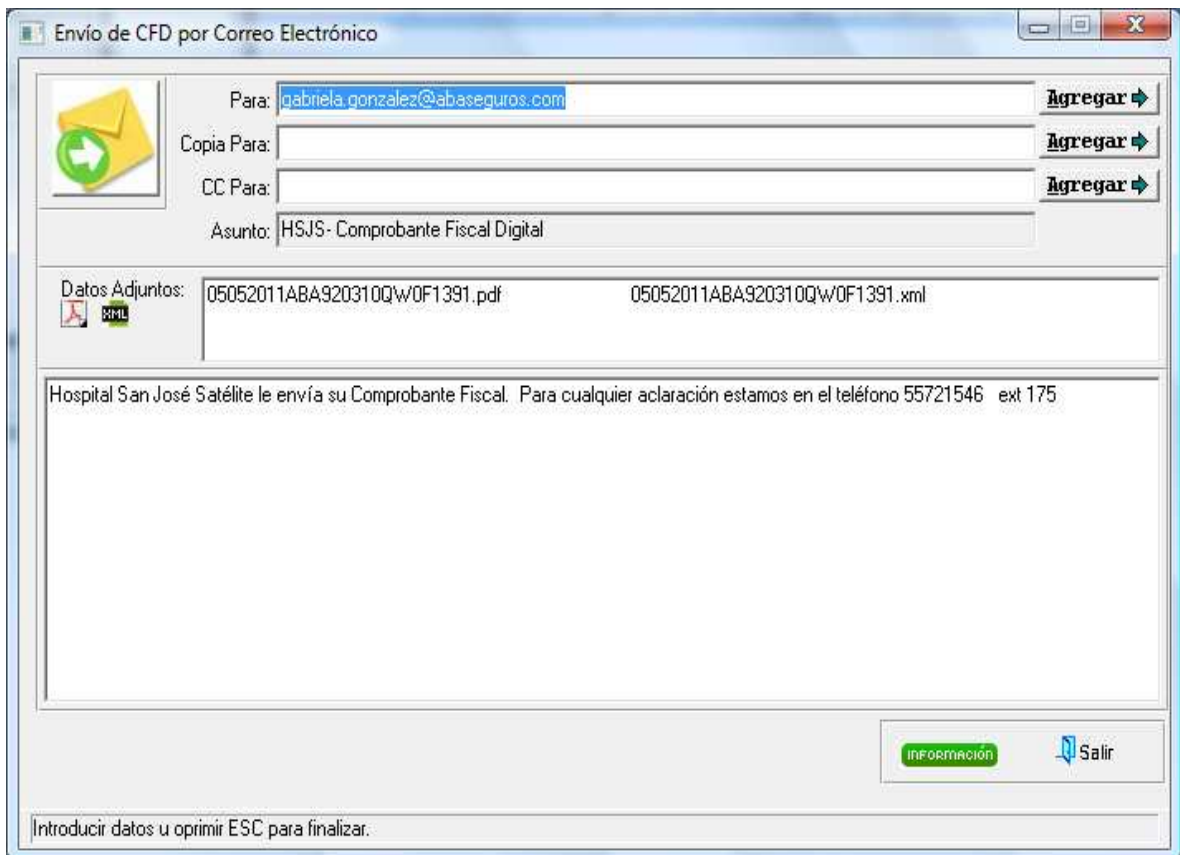 Envío de CFD por Correo Electrónico
Para: gabriela.gonzalez@abaseguros.com Agregar
Copia Para: Agregar
CC Para: Agregar
Asunto: HSJS- Comprobante Fiscal Digital
Datos Adjuntos: 05052011ABA920310QW0F1391.pdf 05052011ABA920310QW0F1391.xml
XML
Hospital San José Satélite le envía su Comprobante Fiscal. Para cualquier aclaración estamos en el teléfono 55721546 ext 175
INFORMACIÓN Salir
Introducir datos u oprimir ESC para finalizar.